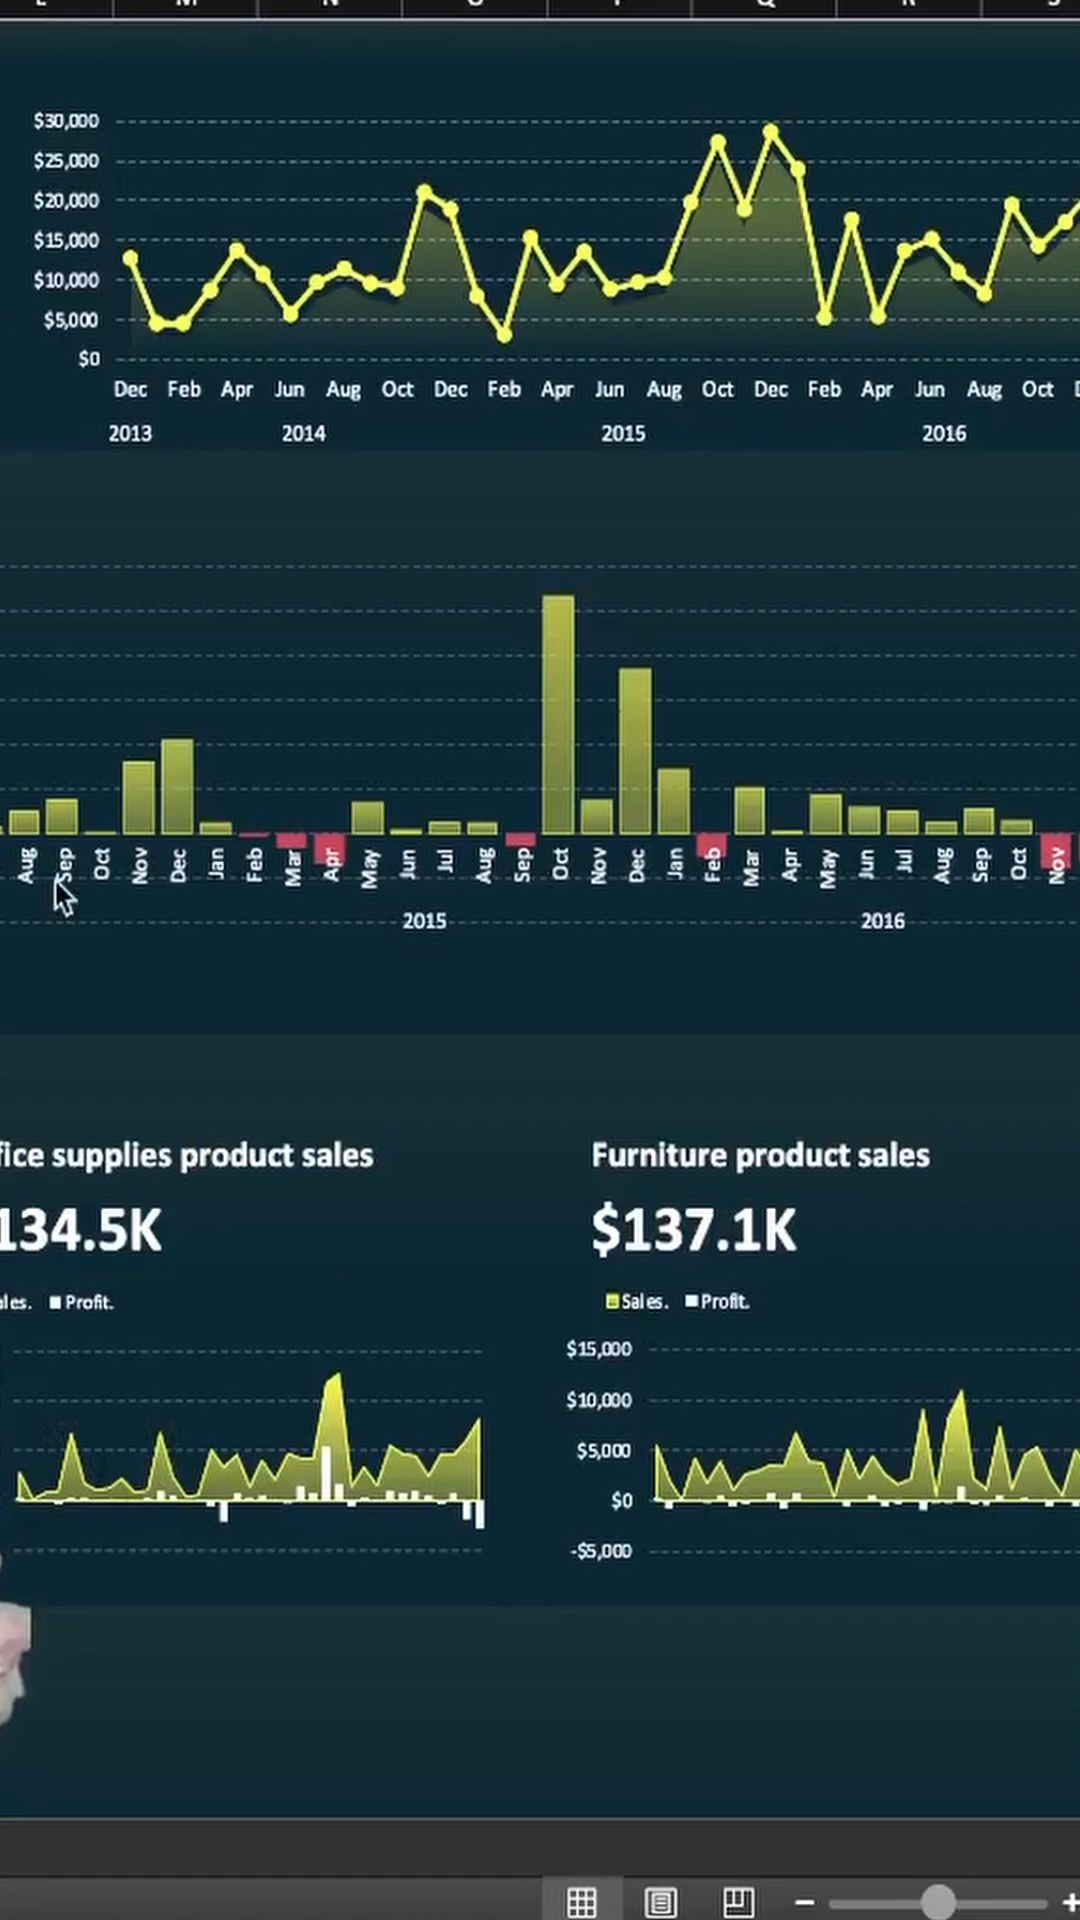 $30,000
$25,000
$20,000
$15,000
$10,000
$5,000
$0
Dec Feb Apr Jun Aug Oct Dec Feb Apr Jun Aug Oct Dec Feb Apr Jun Aug Oct
2013 2014 2015 2016
Aug Sep Oct Nov Dec Jan Feb Mar Apr May Jun Jul Aug Sep Oct Nov Dec Jan Feb Mar Apr May Jun Jul Aug Sep Oct Nov
2015 2016
fice supplies product sales
134.5K
ales. Profit.
Furniture product sales
$137.1K
Sales. Profit.
$15,000
$10,000
$5,000
$0
-$5,000